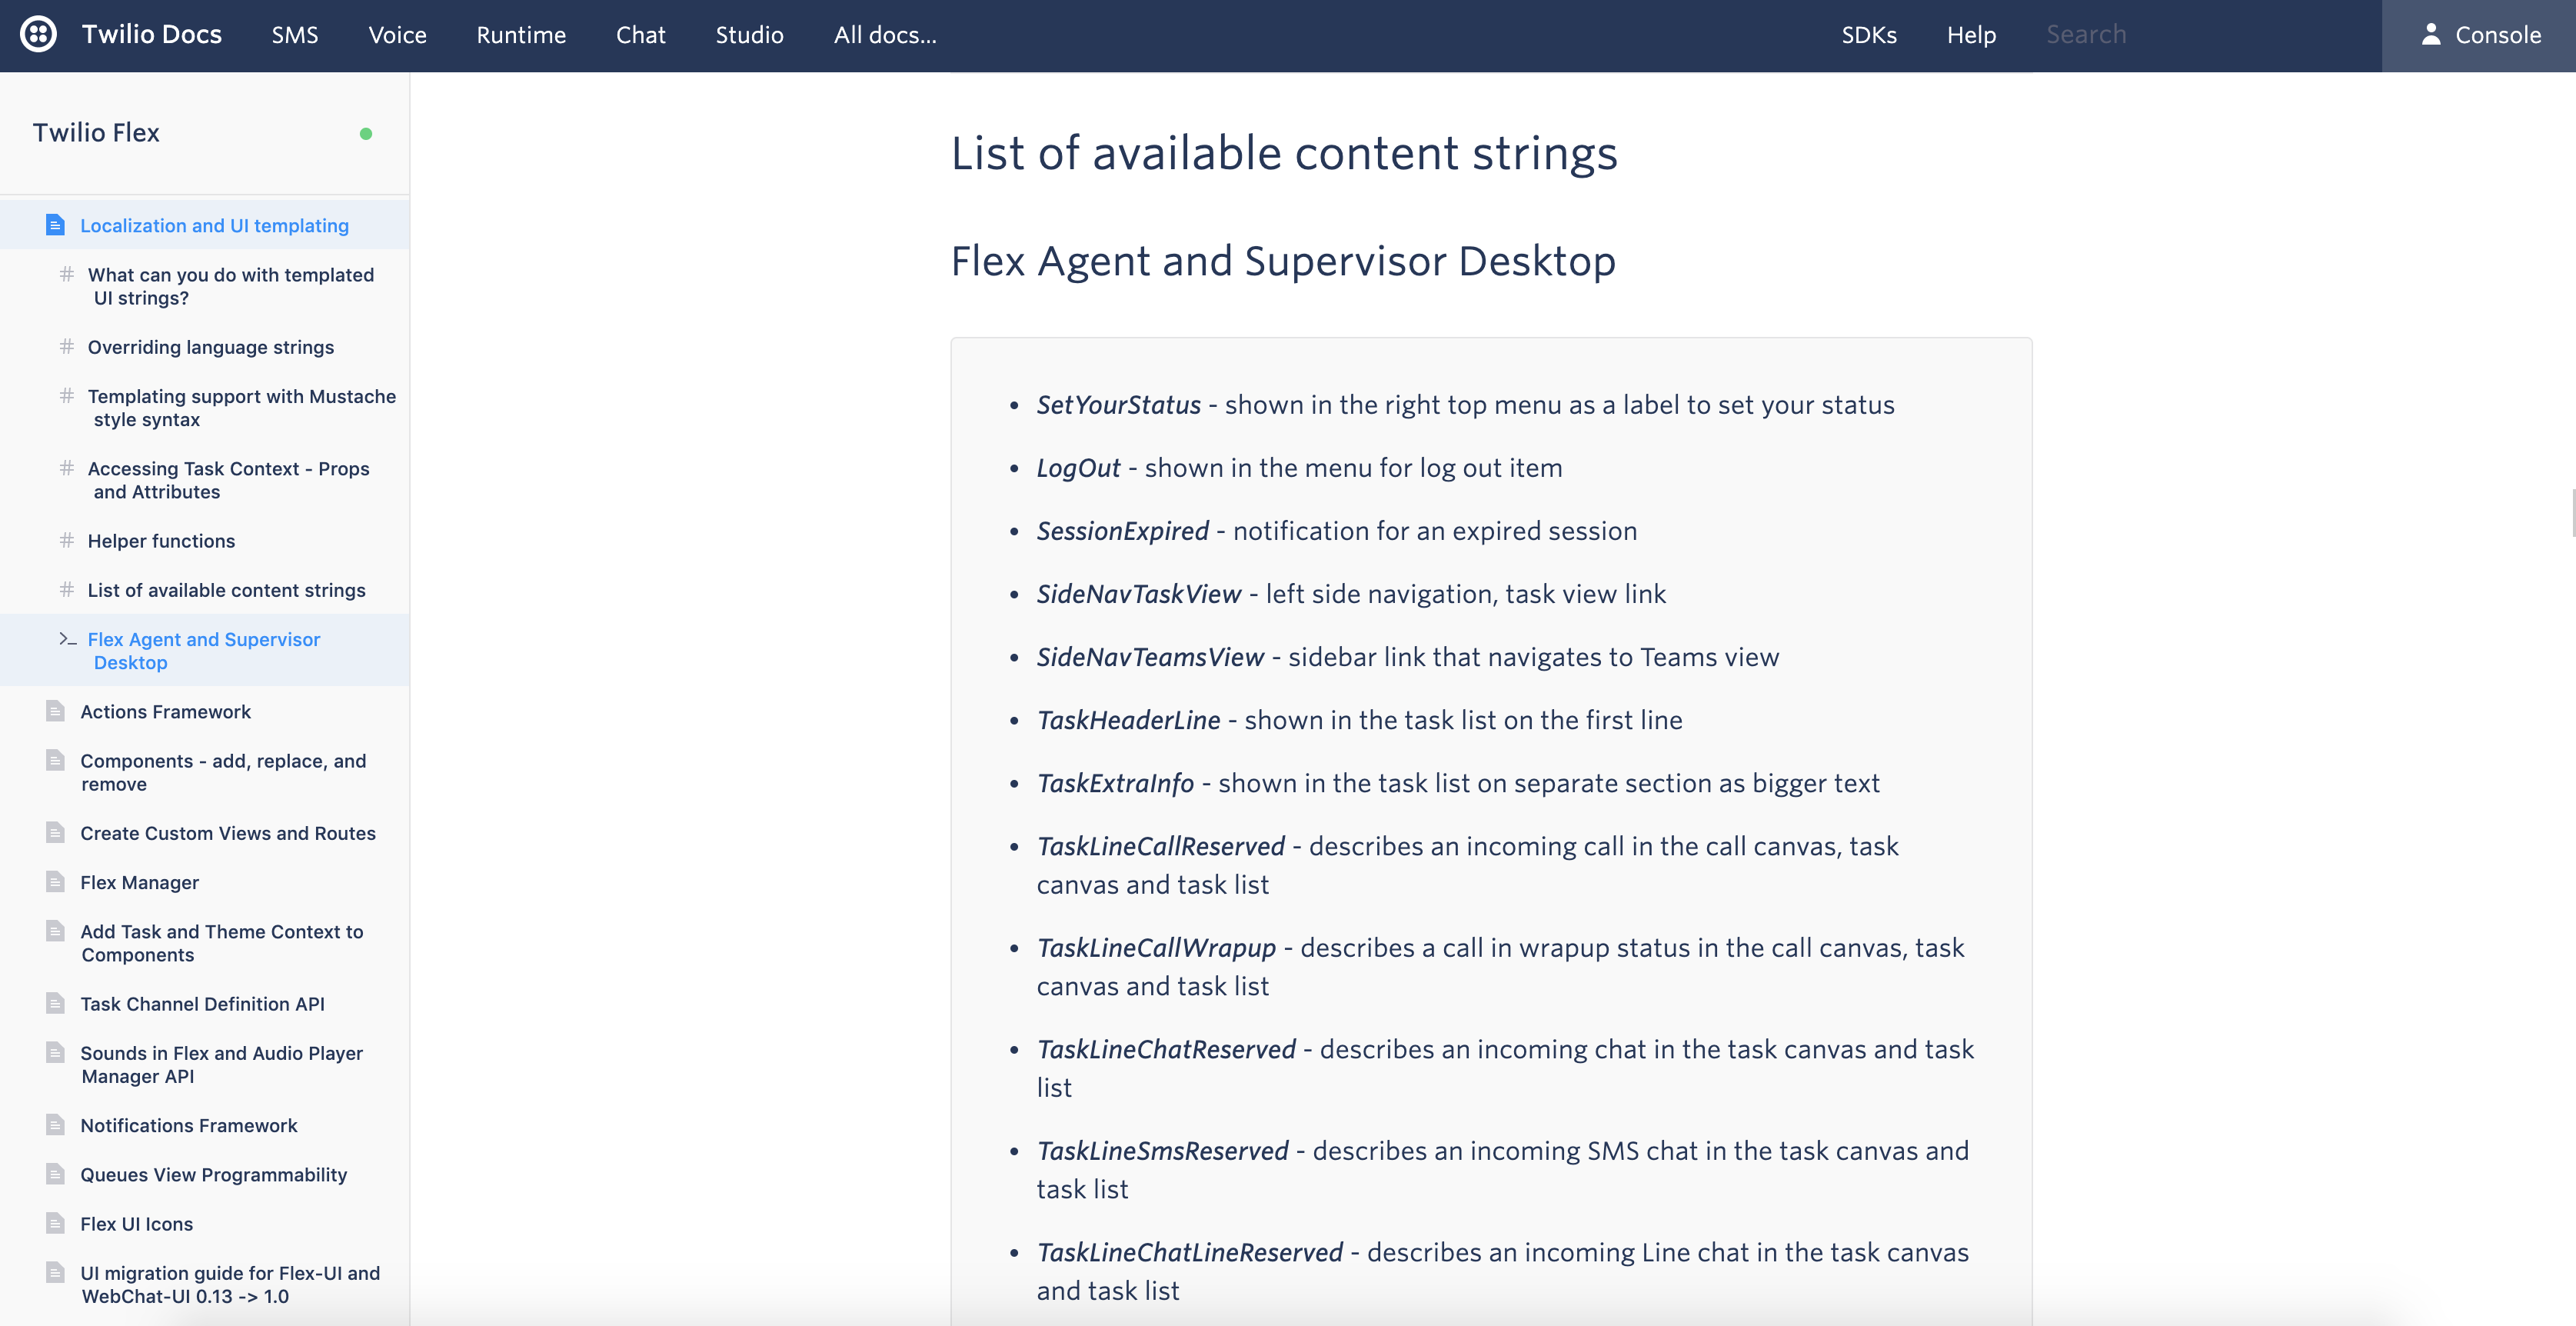 Twilio Docs SMS Voice Runtime Chat Studio All docs... SDKs Help Search Console
Twilio Flex
Localization and UI templating
# What can you do with templated
UI strings?
# Overriding language strings
# Templating support with Mustache
style syntax
# Accessing Task Context - Props
and Attributes
# Helper functions
# List of available content strings
>_ Flex Agent and Supervisor
Desktop
Actions Framework
Components - add, replace, and
remove
Create Custom Views and Routes
Flex Manager
Add Task and Theme Context to
Components
Task Channel Definition API
Sounds in Flex and Audio Player
Manager API
Notifications Framework
Queues View Programmability
Flex UI Icons
UI migration guide for Flex-UI and
WebChat-UI 0.13 -> 1.0
List of available content strings
Flex Agent and Supervisor Desktop
• SetYourStatus - shown in the right top menu as a label to set your status
• LogOut - shown in the menu for log out item
• SessionExpired - notification for an expired session
• SideNavTaskView - left side navigation, task view link
• SideNavTeamsView - sidebar link that navigates to Teams view
• TaskHeaderLine - shown in the task list on the first line
• TaskExtraInfo - shown in the task list on separate section as bigger text
• TaskLineCallReserved - describes an incoming call in the call canvas, task
canvas and task list
• TaskLineCallWrapup - describes a call in wrapup status in the call canvas, task
canvas and task list
• TaskLineChatReserved - describes an incoming chat in the task canvas and task
list
• TaskLineSmsReserved - describes an incoming SMS chat in the task canvas and
task list
• TaskLineChatLineReserved - describes an incoming Line chat in the task canvas
and task list